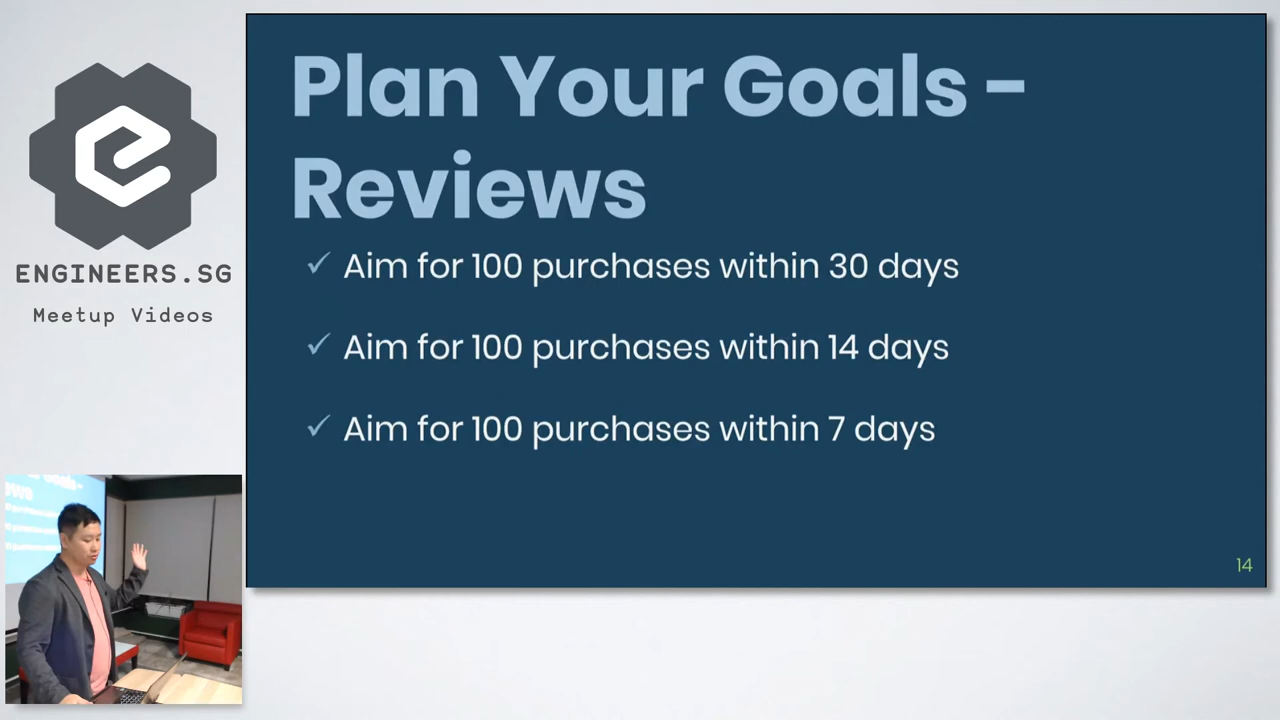 Plan Your Goals -
Reviews
✓ Aim for 100 purchases within 30 days
✓ Aim for 100 purchases within 14 days
✓ Aim for 100 purchases within 7 days
14
ENGINEERS.SG
Meetup Videos